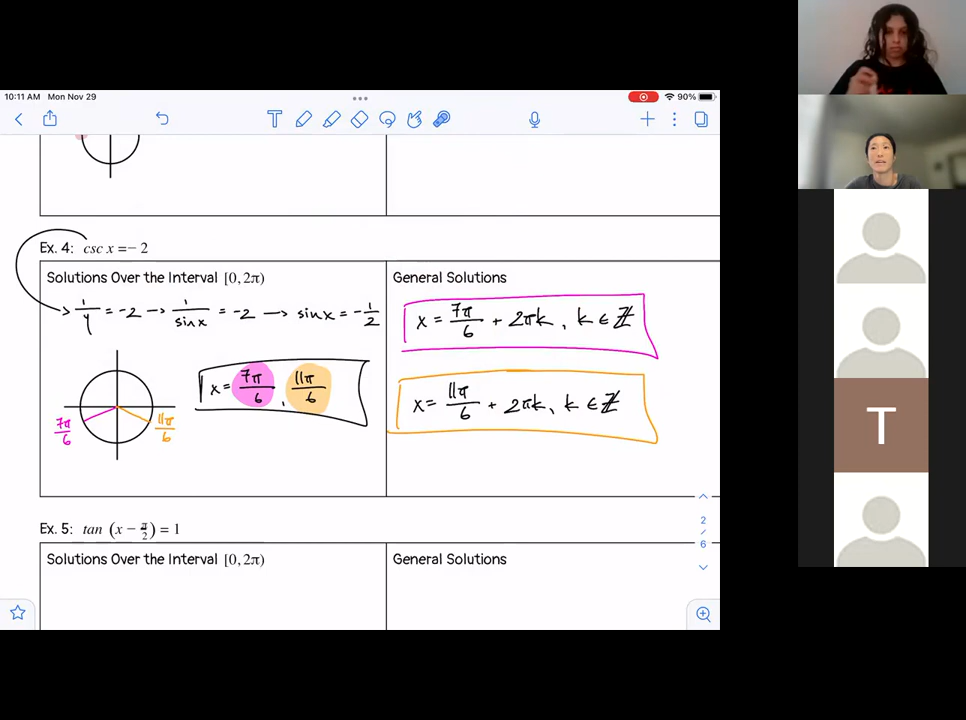 10:11 AM Mon Nov 29
90%
Ex. 4: csc x = – 2
Solutions Over the Interval [0, 2π)
General Solutions
1/y = -2 → 1/sin x = -2 → sin x = -1/2
x = 7π/6 + 2πk, k ∈ ℤ
x = 7π/6, 11π/6
x = 11π/6 + 2πk, k ∈ ℤ
7π/6
11π/6
Ex. 5: tan (x – π/2) = 1
Solutions Over the Interval [0, 2π)
General Solutions
2
/
6
T
T